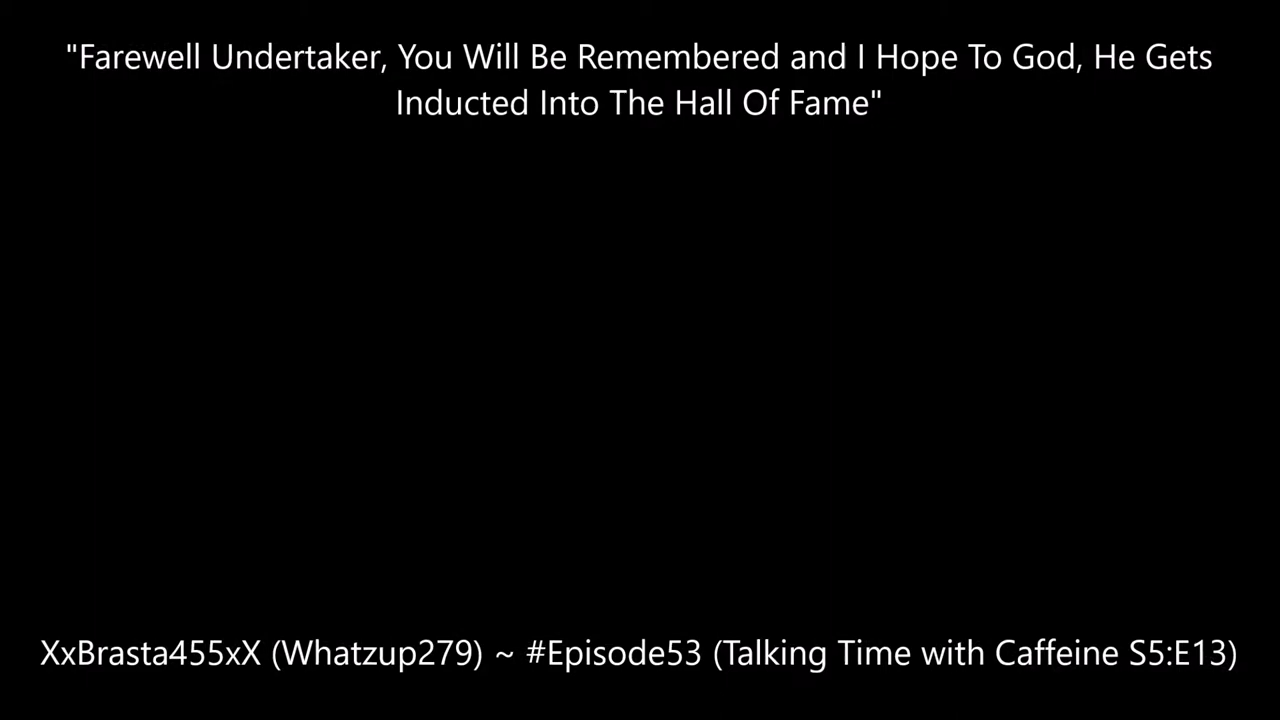 "Farewell Undertaker, You Will Be Remembered and I Hope To God, He Gets
Inducted Into The Hall Of Fame"
XxBrasta455xX (Whatzup279) ~ #Episode53 (Talking Time with Caffeine S5:E13)